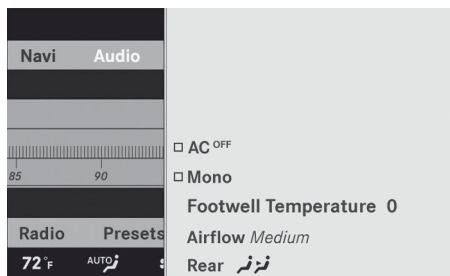 Navi Audio
85 90
Radio Presets
72°F AUTO
□ AC OFF
□ Mono
Footwell Temperature 0
Airflow Medium
Rear